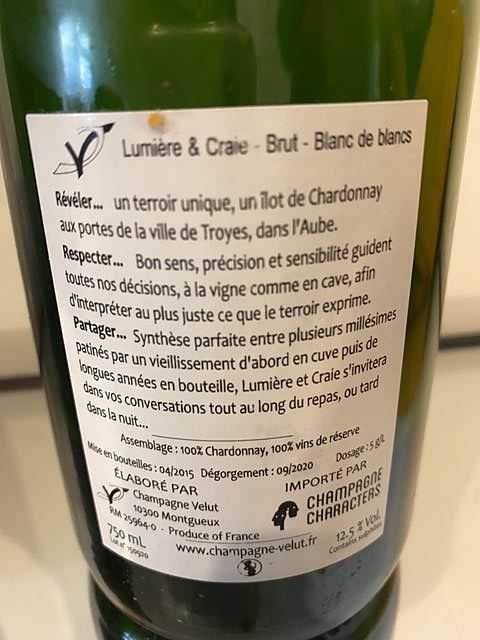 Lumière & Craie - Brut - Blanc de blancs
Révéler... un terroir unique, un îlot de Chardonnay
aux portes de la ville de Troyes, dans l'Aube.
Respecter... Bon sens, précision et sensibilité guident
toutes nos décisions, à la vigne comme en cave, afin
d'interpréter au plus juste ce que le terroir exprime.
Partager... Synthèse parfaite entre plusieurs millésimes
patinés par un vieillissement d'abord en cuve puis de
longues années en bouteille, Lumière et Craie s'invitera
dans vos conversations tout au long du repas, ou tard
dans la nuit...
Assemblage : 100% Chardonnay, 100% vins de réserve
Mise en bouteilles : 04/2015 Dégorgement : 09/2020 Dosage : 5 g/L
ÉLABORÉ PAR
Champagne Velut
10300 Montgueux
RM 25964-0 - Produce of France
IMPORTÉ PAR
CHAMPAGNE
CHARACTERS
750 mL
Lot n° 150920
www.champagne-velut.fr
12.5 % Vol.
Contains sulphites